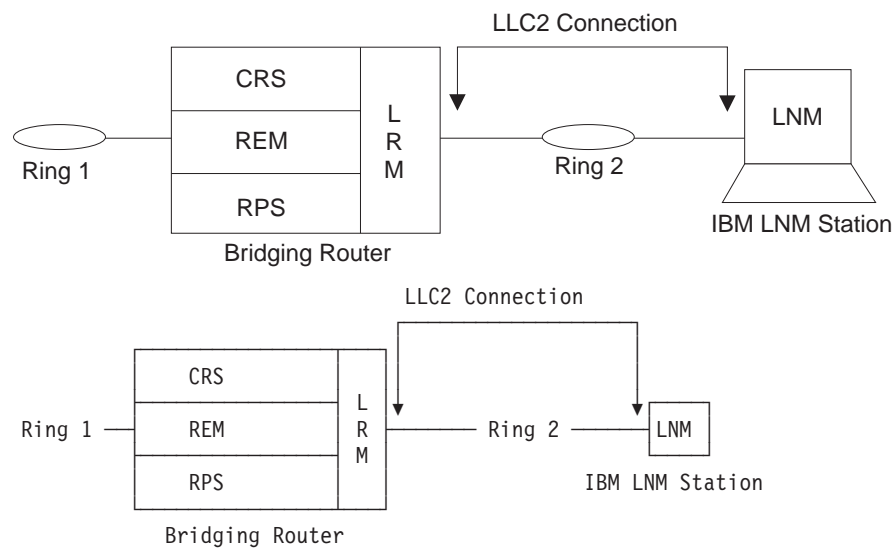 LLC2 Connection
CRS
REM
RPS
L
R
M
LNM
Ring 1
Ring 2
IBM LNM Station
Bridging Router
LLC2 Connection
CRS
Ring 1
REM
RPS
L
R
M
Ring 2
LNM
IBM LNM Station
Bridging Router